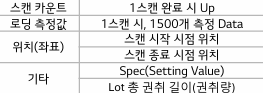 스캔 카운트 1스캔 완료 시 Up
로딩 측정값 1스캔 시, 1500개 측정 Data
위치(좌표) 스캔 시작 시점 위치
스캔 종료 시점 위치
기타 Spec(Setting Value)
Lot 총 권취 길이(권취량)